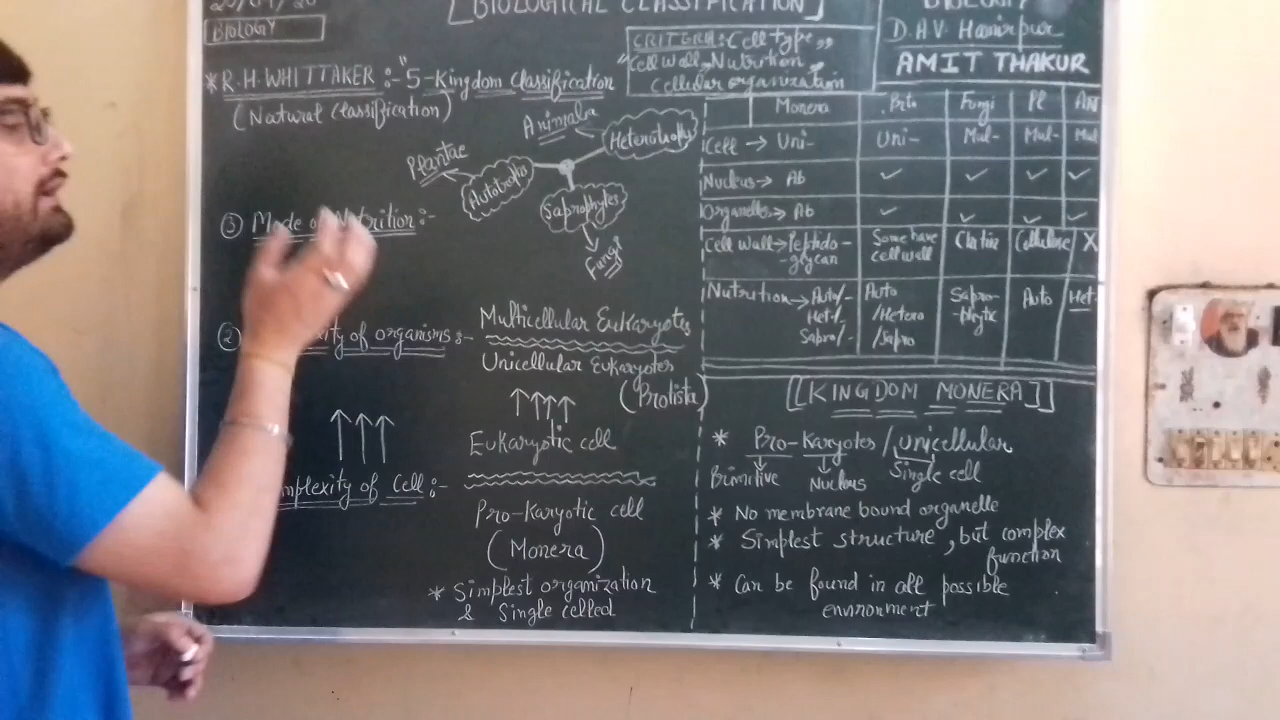 BIOLOGICAL CLASSIFICATION
BIOLOGY
* R.H. WHITTAKER :- "5-Kingdom Classification"
(Natural Classification)
CRITERIA: Cell type,
Cell Wall, Nutrition,
Cellular organization
BIOLOGY
D.A.V. Hamirpur
AMIT THAKUR
Animalia
Heterotrophs
Plantae
Autotrophs
Saprophytes
Fungi
③ Mode of Nutrition :-
② of organisms :-
Multicellular Eukaryotes
Unicellular Eukaryotes
(Protista)
↑↑↑↑
Eukaryotic cell
↑↑↑
mplexity of Cell :-
Pro-Karyotic cell
(Monera)
* Simplest organization
& Single celled
Monera Prto Fungi Pl AN
Cell → Uni- Uni- Mul- Mul- Mul
Nucleus → Ab ✓ ✓ ✓ ✓
Organelles → Ab ✓ ✓ ✓ ✓
Cell Wall → Peptido- Some have Chitin Cellulose X
-glycan cell wall
Nutrition → Auto/- Auto Sapro- Auto Het-
Het-/- /Hetero
Sapro/- /Sapro
[[KINGDOM MONERA]]
* Pro-Karyotes / Unicellular
↓ ↓
Primitive Nucleus Single cell
* No membrane bound organelle
* Simplest structure, but complex
function
* Can be found in all possible
environment